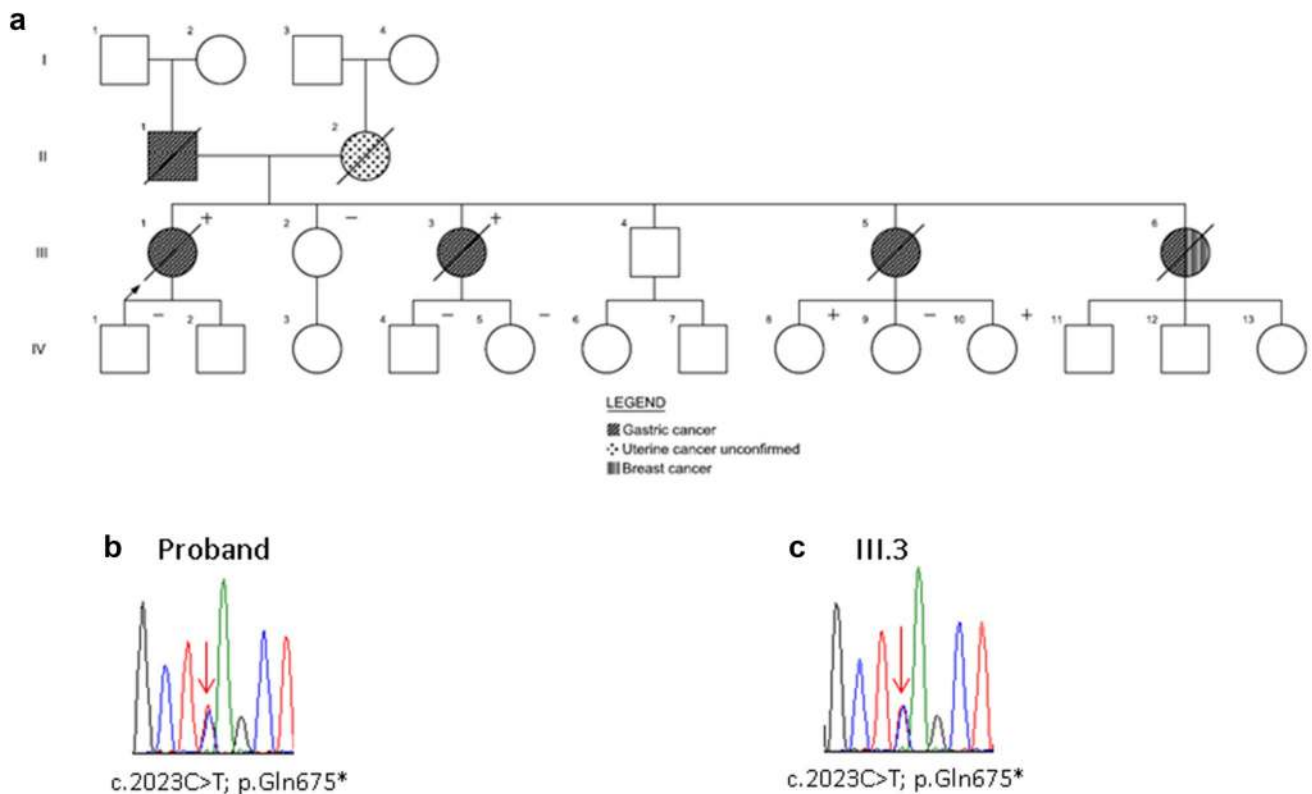 a
1 2 3 4
I
1 2
II
1 + 2 − 3 + 4 5 6
III
1 − 2 3 4 − 5 − 6 7 8 + 9 − 10 + 11 12 13
IV
LEGEND
Gastric cancer
Uterine cancer unconfirmed
Breast cancer
b Proband c III.3
c.2023C>T; p.Gln675* c.2023C>T; p.Gln675*